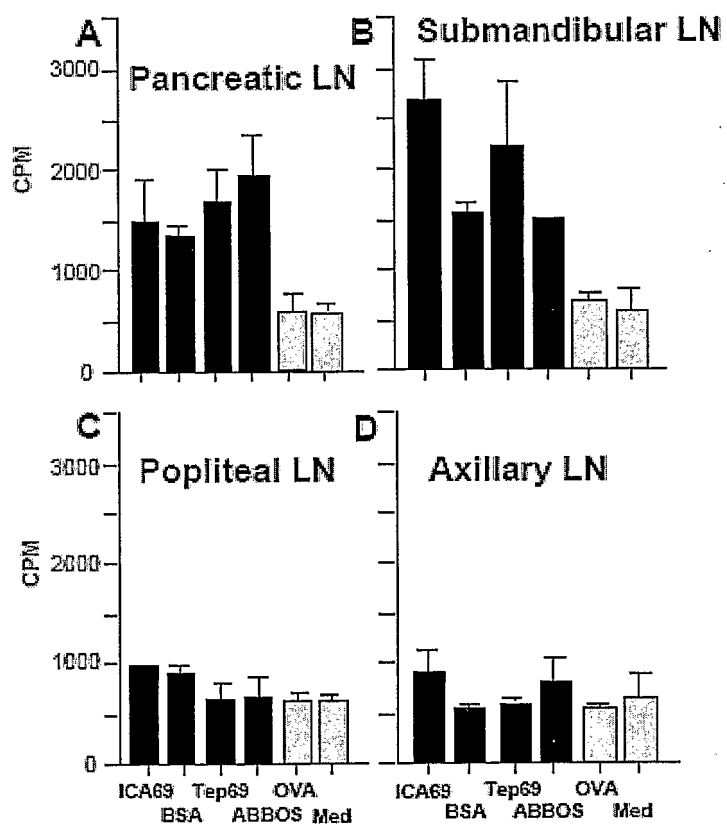 A
Pancreatic LN
CPM
3000
2000
1000
0
B
Submandibular LN
C
Popliteal LN
CPM
3000
2000
1000
0
D
Axillary LN
ICA69 Tep69 OVA
BSA ABBOS Med
ICA69 Tep69 OVA
BSA ABBOS Med